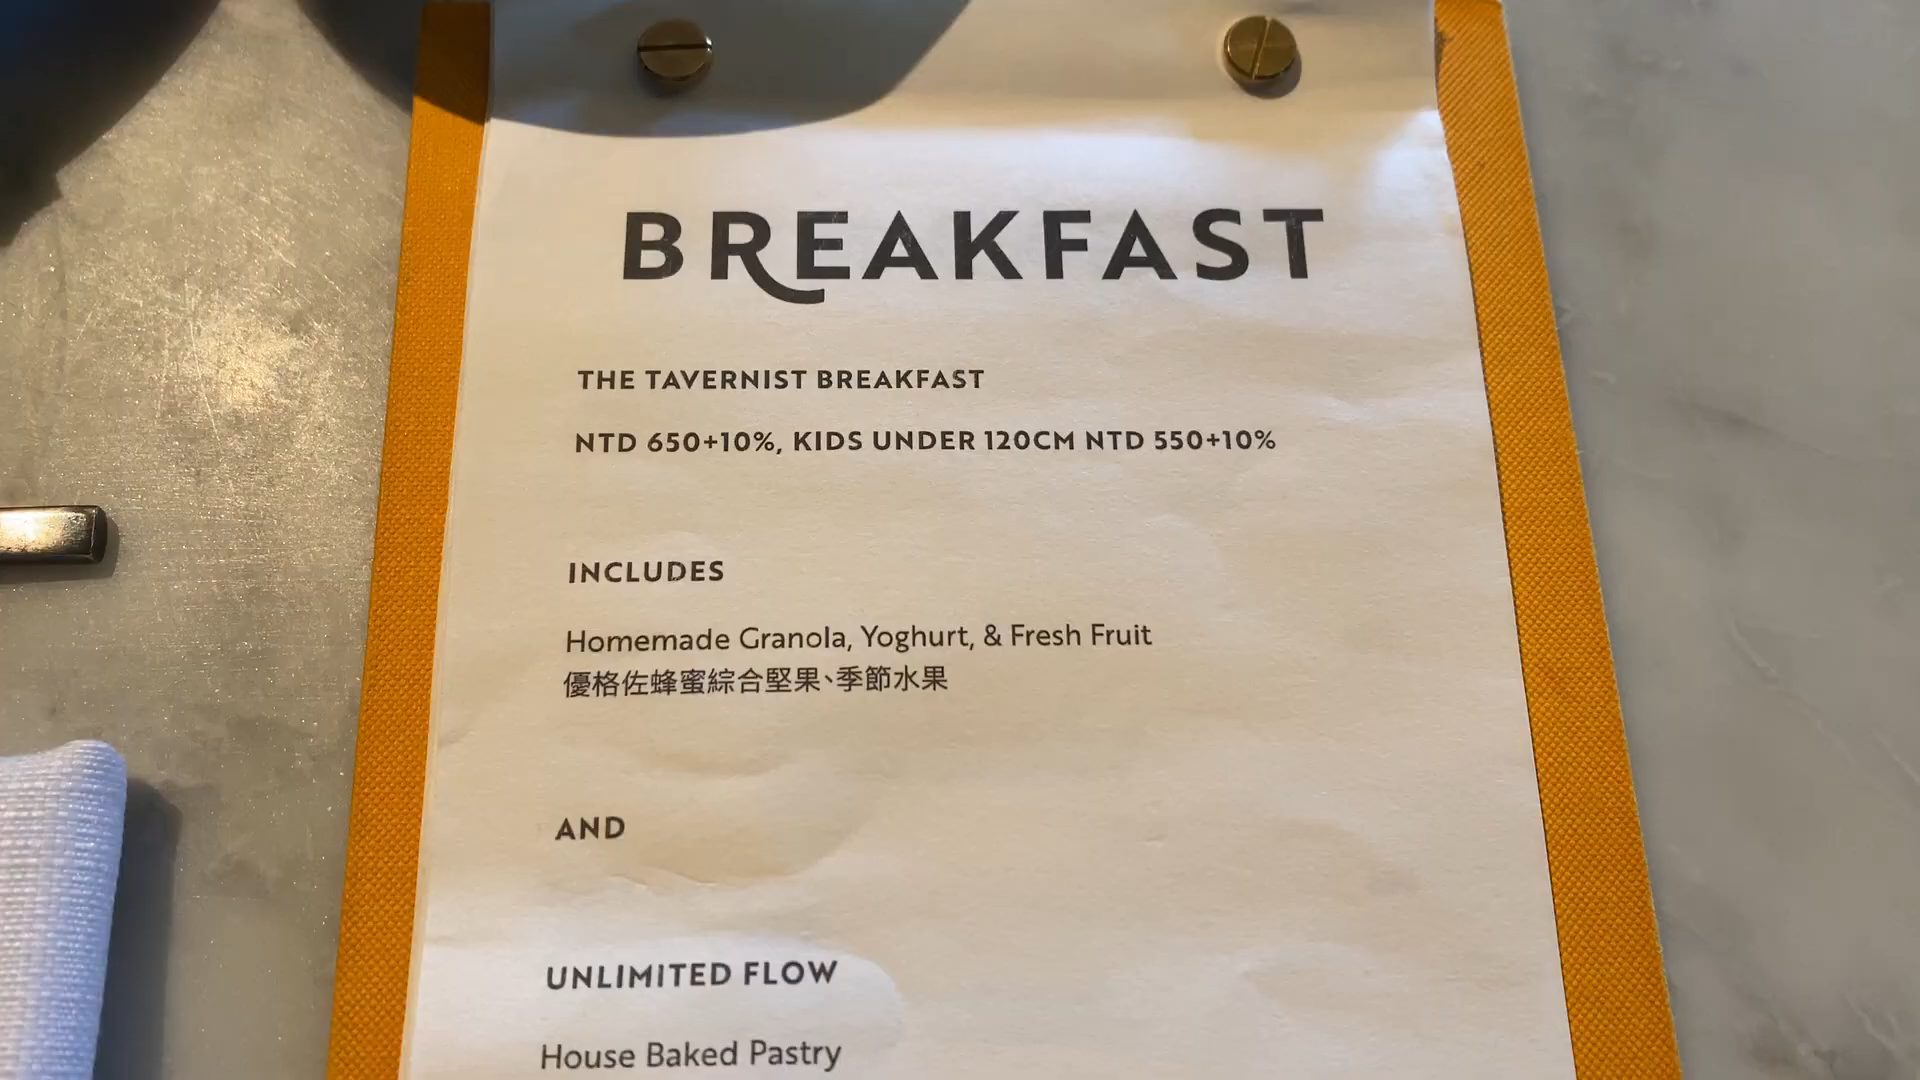 BREAKFAST
THE TAVERNIST BREAKFAST
NTD 650+10%, KIDS UNDER 120CM NTD 550+10%
INCLUDES
Homemade Granola, Yoghurt, & Fresh Fruit
優格佐蜂蜜綜合堅果、季節水果
AND
UNLIMITED FLOW
House Baked Pastry